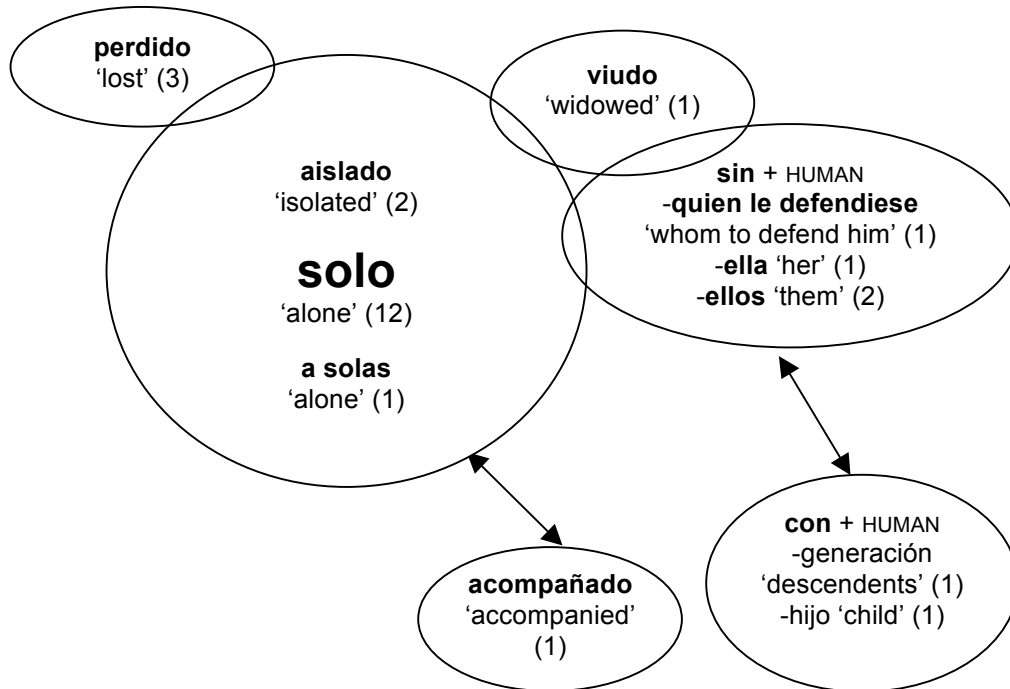 perdido
‘lost’ (3)
viudo
‘widowed’ (1)
aislado
‘isolated’ (2)
solo
‘alone’ (12)
a solas
‘alone’ (1)
sin + HUMAN
-quien le defendiese
‘whom to defend him’ (1)
-ella ‘her’ (1)
-ellos ‘them’ (2)
acompañado
‘accompanied’
(1)
con + HUMAN
-generación
‘descendents’ (1)
-hijo ‘child’ (1)